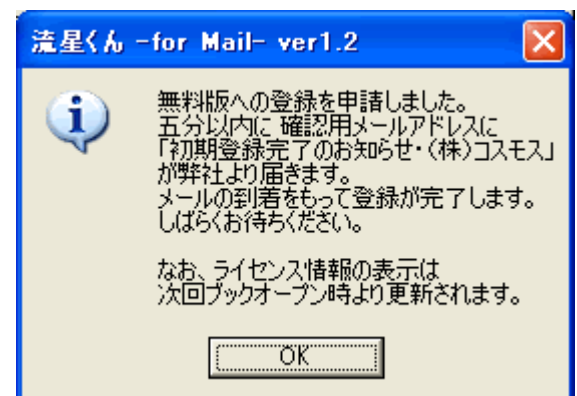 流星くん -for Mail- ver1.2
無料版への登録を申請しました。
五分以内に確認用メールアドレスに
「初期登録完了のお知らせ・(株)コスモス」
が弊社より届きます。
メールの到着をもって登録が完了します。
しばらくお待ちください。
なお、ライセンス情報の表示は
次回ブックオープン時より更新されます。
OK